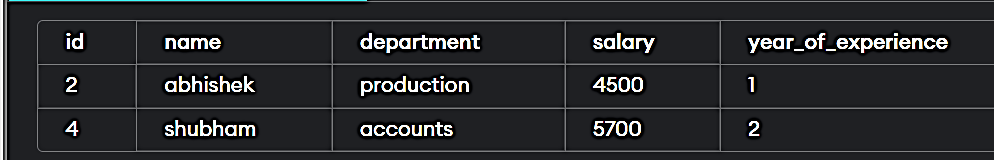 id name department salary year_of_experience
2 abhishek production 4500 1
4 shubham accounts 5700 2